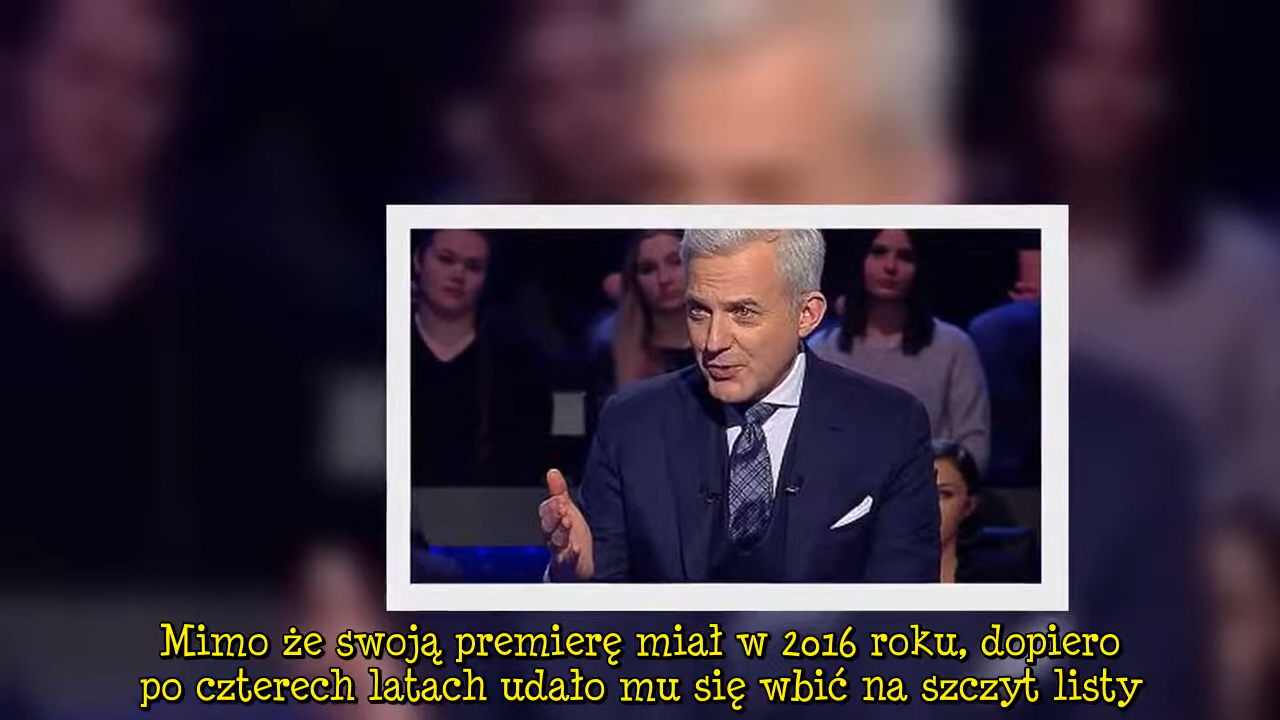 Mimo że swoją premierę miał w 2016 roku, dopiero
po czterech latach udało mu się wbić na szczyt listy